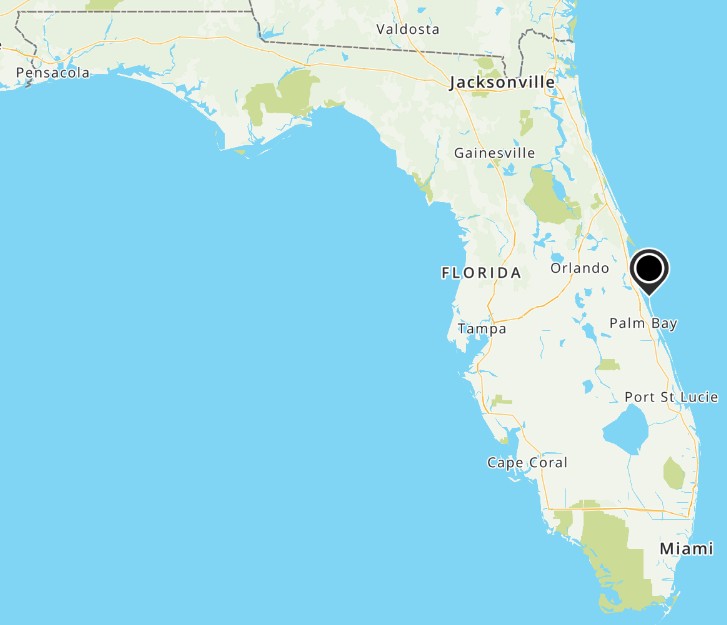 Valdosta
Pensacola
Jacksonville
Gainesville
FLORIDA
Orlando
Palm Bay
Tampa
Port St Lucie
Cape Coral
Miami